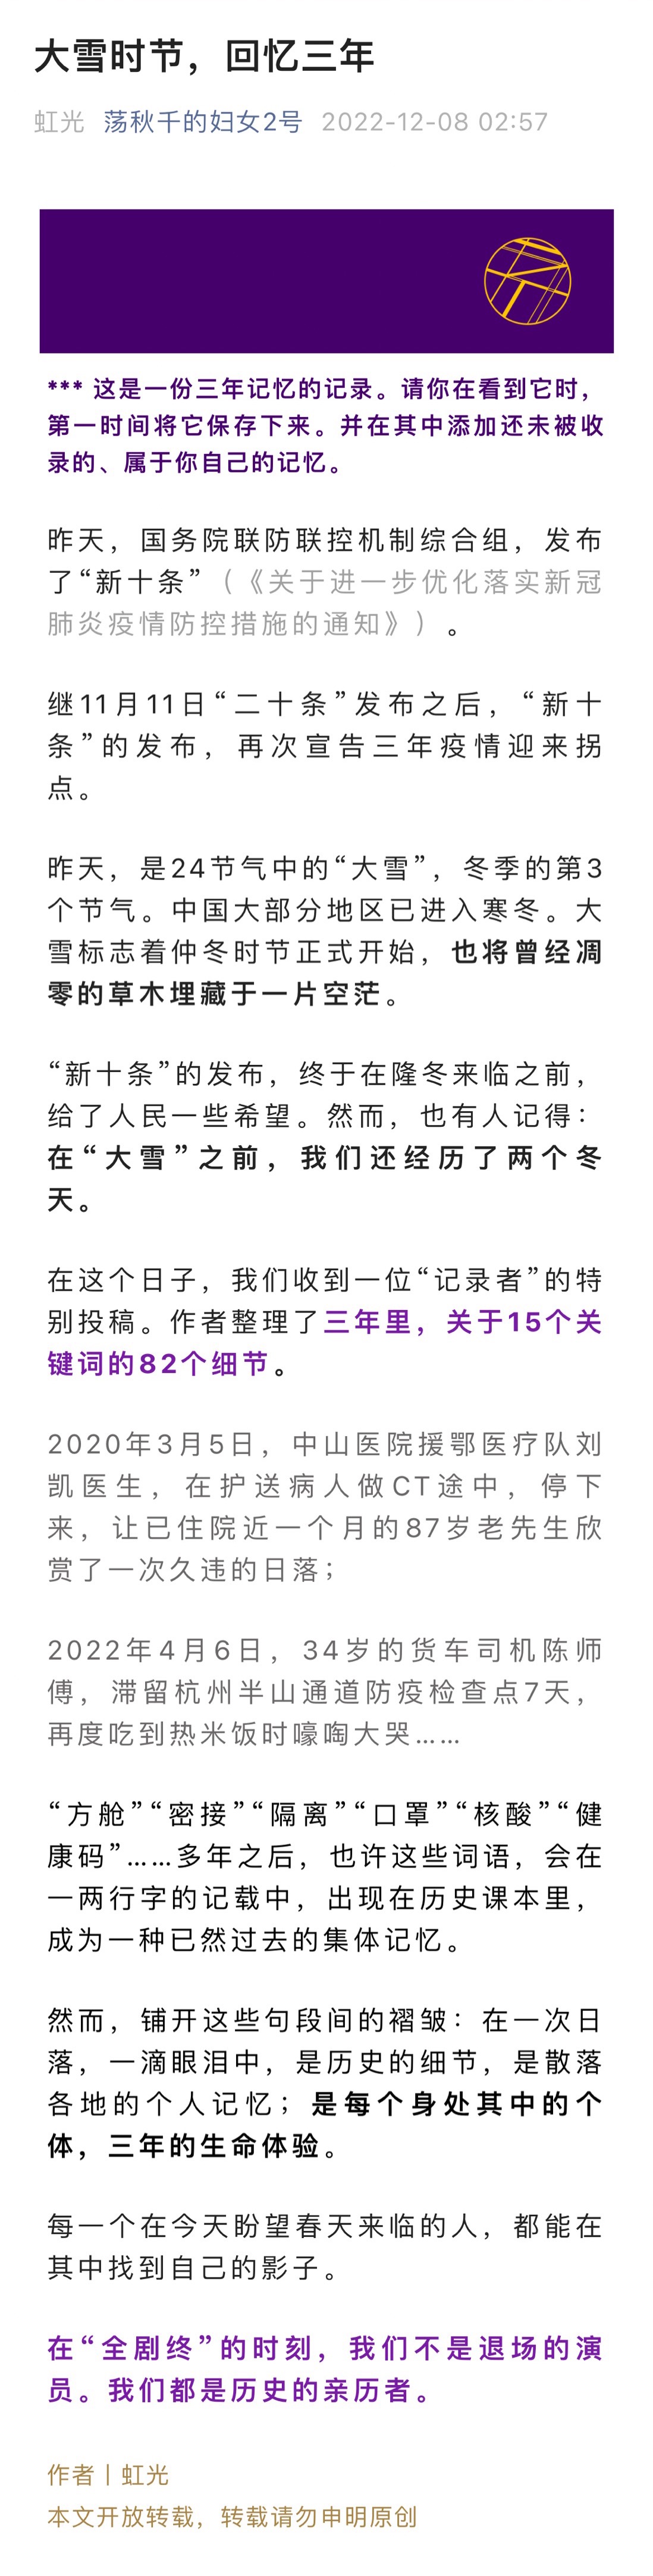 大雪时节，回忆三年
虹光 荡秋千的妇女2号 2022-12-08 02:57
*** 这是一份三年记忆的记录。请你在看到它时，
第一时间将它保存下来。并在其中添加还未被收
录的、属于你自己的记忆。
昨天，国务院联防联控机制综合组，发布
了“新十条”（《关于进一步优化落实新冠
肺炎疫情防控措施的通知》）。
继11月11日“二十条”发布之后，“新十
条”的发布，再次宣告三年疫情迎来拐
点。
昨天，是24节气中的“大雪”，冬季的第3
个节气。中国大部分地区已进入寒冬。大
雪标志着仲冬时节正式开始，也将曾经凋
零的草木埋藏于一片空茫。
“新十条”的发布，终于在隆冬来临之前，
给了人民一些希望。然而，也有人记得：
在“大雪”之前，我们还经历了两个冬
天。
在这个日子，我们收到一位“记录者”的特
别投稿。作者整理了三年里，关于15个关
键词的82个细节。
2020年3月5日，中山医院援鄂医疗队刘
凯医生，在护送病人做CT途中，停下
来，让已住院近一个月的87岁老先生欣
赏了一次久违的日落；
2022年4月6日，34岁的货车司机陈师
傅，滞留杭州半山通道防疫检查点7天，
再度吃到热米饭时嚎啕大哭……
“方舱”“密接”“隔离”“口罩”“核酸”“健
康码”……多年之后，也许这些词语，会在
一两行字的记载中，出现在历史课本里，
成为一种已然过去的集体记忆。
然而，铺开这些句段间的褶皱：在一次日
落，一滴眼泪中，是历史的细节，是散落
各地的个人记忆；是每个身处其中的个
体，三年的生命体验。
每一个在今天盼望春天来临的人，都能在
其中找到自己的影子。
在“全剧终”的时刻，我们不是退场的演
员。我们都是历史的亲历者。
作者丨虹光
本文开放转载，转载请勿申明原创